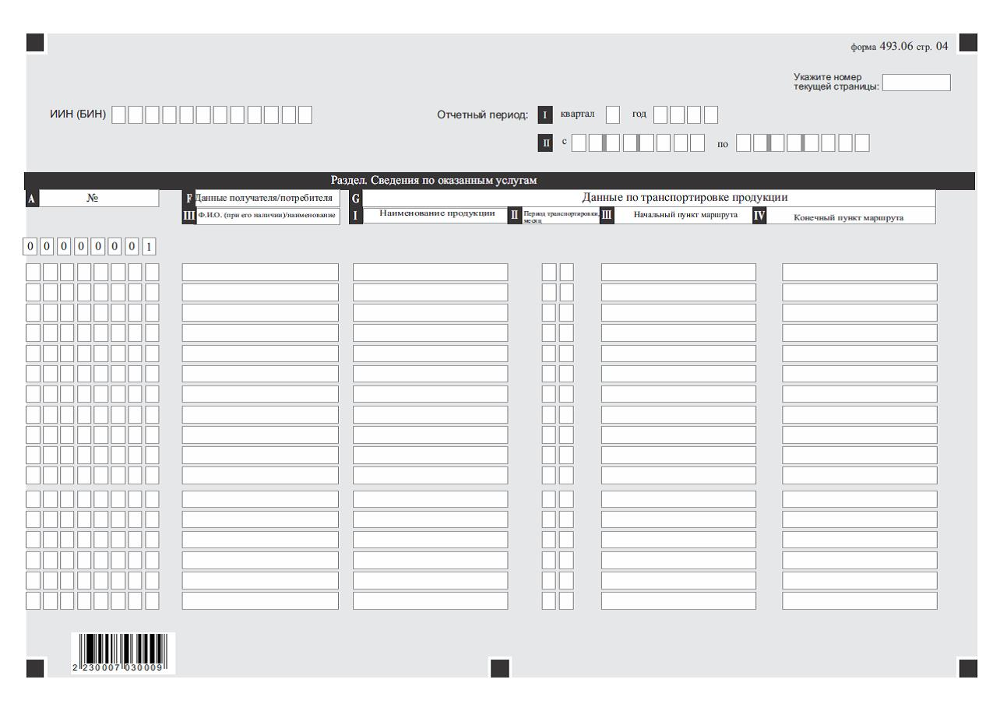 форма 493.06 стр. 04
Укажите номер
текущей страницы:
ИИН (БИН)
Отчетный период: I квартал год
II с по
Раздел. Сведения по оказанным услугам
A № F Данные получателя/потребителя G Данные по транспортировке продукции
III Ф.И.О. (при его наличии)/наименование I Наименование продукции II Период транспортировки, месяц III Начальный пункт маршрута IV Конечный пункт маршрута
0 0 0 0 0 0 0 1
2 230007 030009